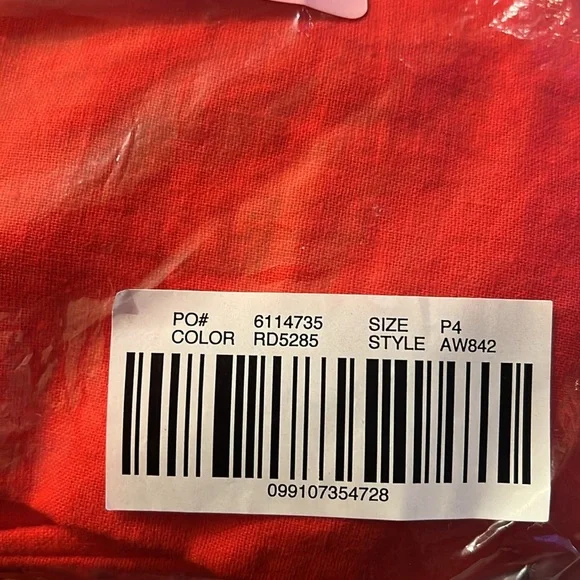 PO# 6114735 SIZE P4
COLOR RD5285 STYLE AW842
099107354728